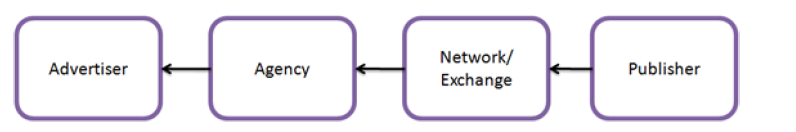 Advertiser
Agency
Network/
Exchange
Publisher